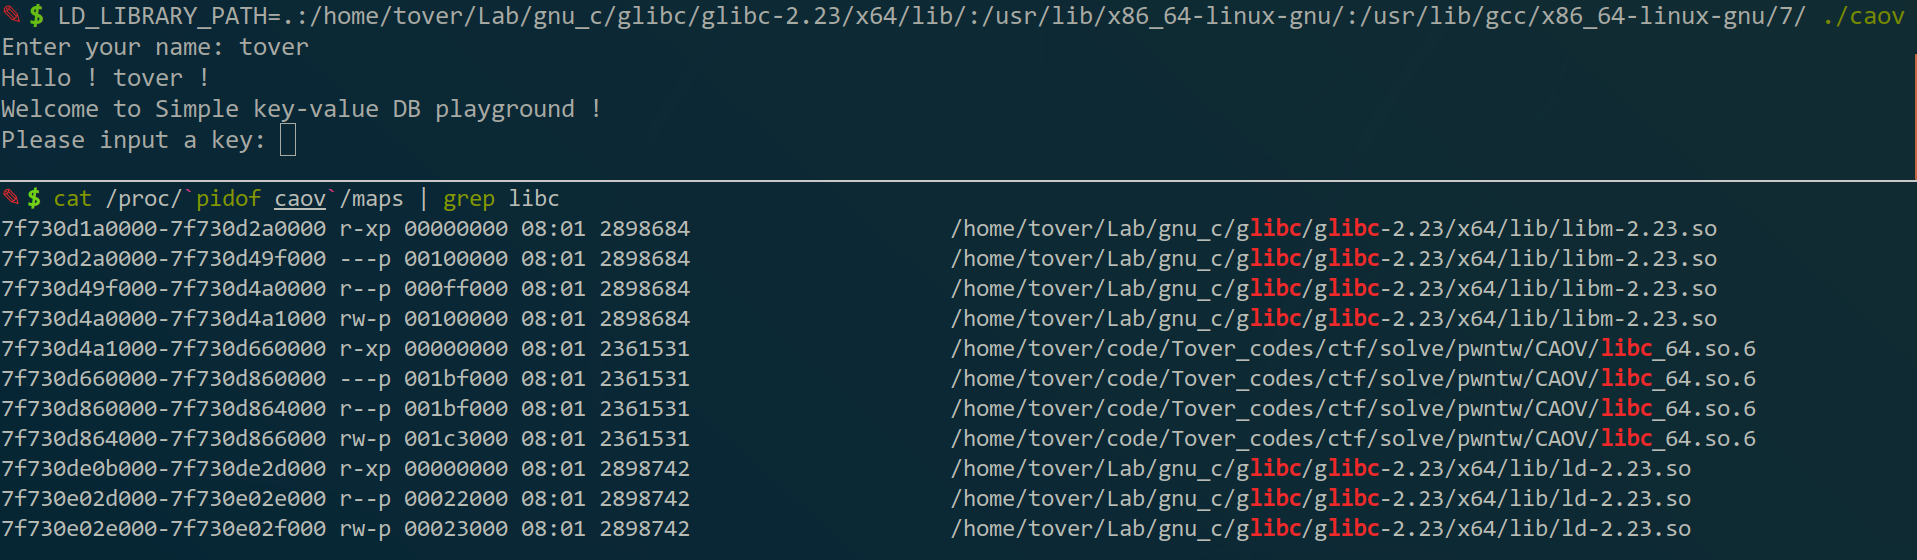 ✎ $ LD_LIBRARY_PATH=.:/home/tover/Lab/gnu_c/glibc/glibc-2.23/x64/lib/:/usr/lib/x86_64-linux-gnu/:/usr/lib/gcc/x86_64-linux-gnu/7/ ./caov
Enter your name: tover
Hello ! tover !
Welcome to Simple key-value DB playground !
Please input a key:
✎ $ cat /proc/`pidof caov`/maps | grep libc
7f730d1a0000-7f730d2a0000 r-xp 00000000 08:01 2898684 /home/tover/Lab/gnu_c/glibc/glibc-2.23/x64/lib/libm-2.23.so
7f730d2a0000-7f730d49f000 ---p 00100000 08:01 2898684 /home/tover/Lab/gnu_c/glibc/glibc-2.23/x64/lib/libm-2.23.so
7f730d49f000-7f730d4a0000 r--p 000ff000 08:01 2898684 /home/tover/Lab/gnu_c/glibc/glibc-2.23/x64/lib/libm-2.23.so
7f730d4a0000-7f730d4a1000 rw-p 00100000 08:01 2898684 /home/tover/Lab/gnu_c/glibc/glibc-2.23/x64/lib/libm-2.23.so
7f730d4a1000-7f730d660000 r-xp 00000000 08:01 2361531 /home/tover/code/Tover_codes/ctf/solve/pwntw/CAOV/libc_64.so.6
7f730d660000-7f730d860000 ---p 001bf000 08:01 2361531 /home/tover/code/Tover_codes/ctf/solve/pwntw/CAOV/libc_64.so.6
7f730d860000-7f730d864000 r--p 001bf000 08:01 2361531 /home/tover/code/Tover_codes/ctf/solve/pwntw/CAOV/libc_64.so.6
7f730d864000-7f730d866000 rw-p 001c3000 08:01 2361531 /home/tover/code/Tover_codes/ctf/solve/pwntw/CAOV/libc_64.so.6
7f730de0b000-7f730de2d000 r-xp 00000000 08:01 2898742 /home/tover/Lab/gnu_c/glibc/glibc-2.23/x64/lib/ld-2.23.so
7f730e02d000-7f730e02e000 r--p 00022000 08:01 2898742 /home/tover/Lab/gnu_c/glibc/glibc-2.23/x64/lib/ld-2.23.so
7f730e02e000-7f730e02f000 rw-p 00023000 08:01 2898742 /home/tover/Lab/gnu_c/glibc/glibc-2.23/x64/lib/ld-2.23.so